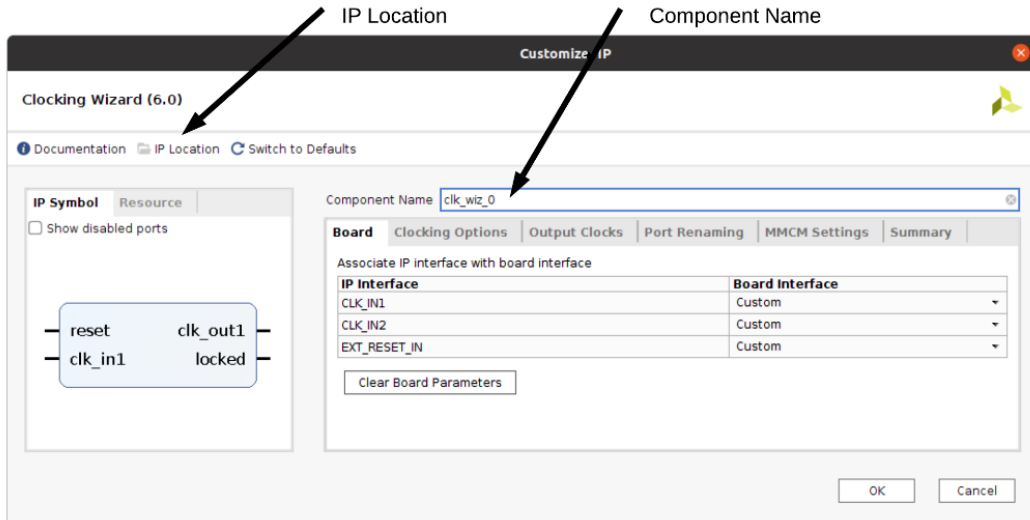 IP Location Component Name
Customize IP
Clocking Wizard (6.0)
Documentation IP Location Switch to Defaults
IP Symbol Resource
Show disabled ports
reset clk_out1
clk_in1 locked
Component Name clk_wiz_0
Board Clocking Options Output Clocks Port Renaming MMCM Settings Summary
Associate IP interface with board interface
IP Interface Board Interface
CLK_IN1 Custom
CLK_IN2 Custom
EXT_RESET_IN Custom
Clear Board Parameters
OK Cancel